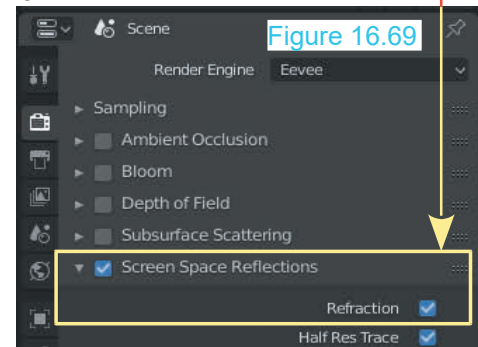 Scene
Figure 16.69
Render Engine Eevee
Sampling
Ambient Occlusion
Bloom
Depth of Field
Subsurface Scattering
Screen Space Reflections
Refraction
Half Res Trace